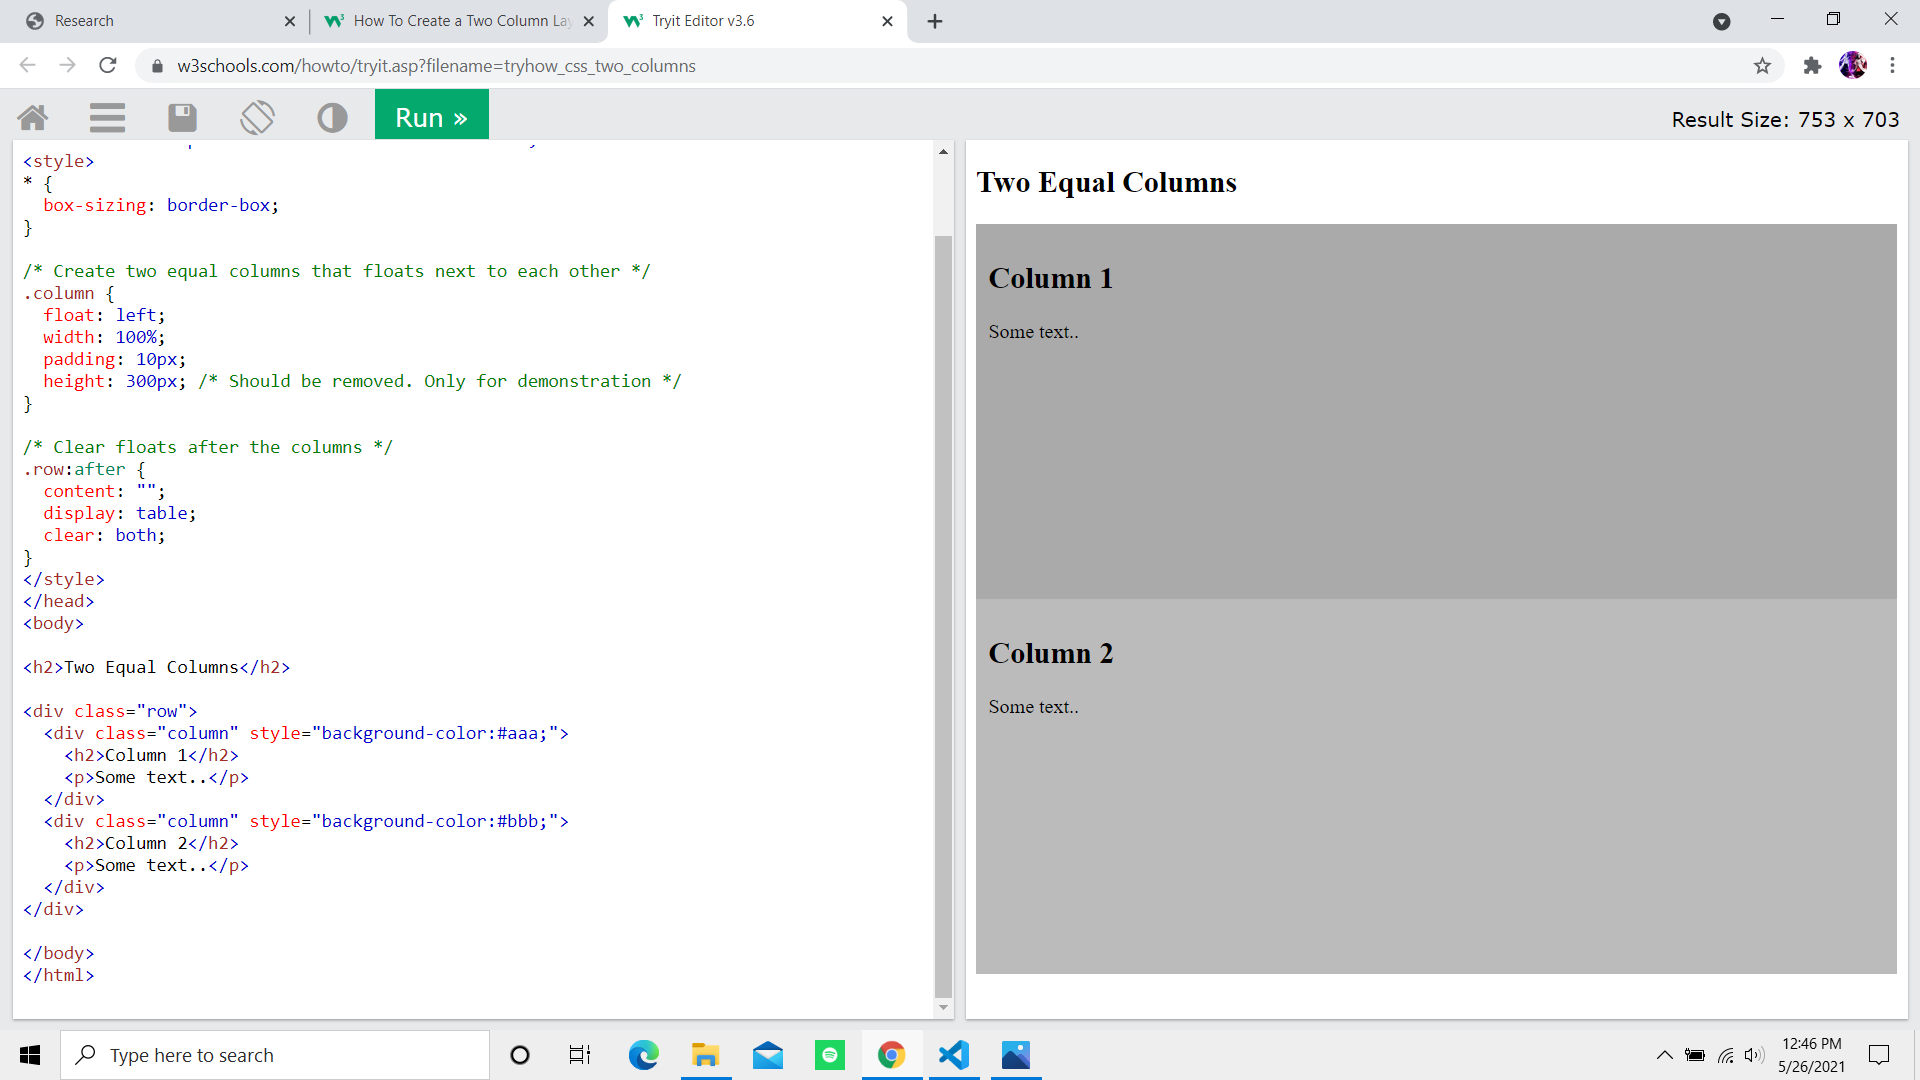 Research
How To Create a Two Column La
Tryit Editor v3.6
w3schools.com/howto/tryit.asp?filename=tryhow_css_two_columns
Run »
Result Size: 753 x 703
<style>
* {
  box-sizing: border-box;
}
/* Create two equal columns that floats next to each other */
.column {
  float: left;
  width: 100%;
  padding: 10px;
  height: 300px; /* Should be removed. Only for demonstration */
}
/* Clear floats after the columns */
.row:after {
  content: "";
  display: table;
  clear: both;
}
</style>
</head>
<body>
<h2>Two Equal Columns</h2>
<div class="row">
  <div class="column" style="background-color:#aaa;">
    <h2>Column 1</h2>
    <p>Some text..</p>
  </div>
  <div class="column" style="background-color:#bbb;">
    <h2>Column 2</h2>
    <p>Some text..</p>
  </div>
</div>
</body>
</html>
Two Equal Columns
Column 1
Some text..
Column 2
Some text..
Type here to search
12:46 PM
5/26/2021